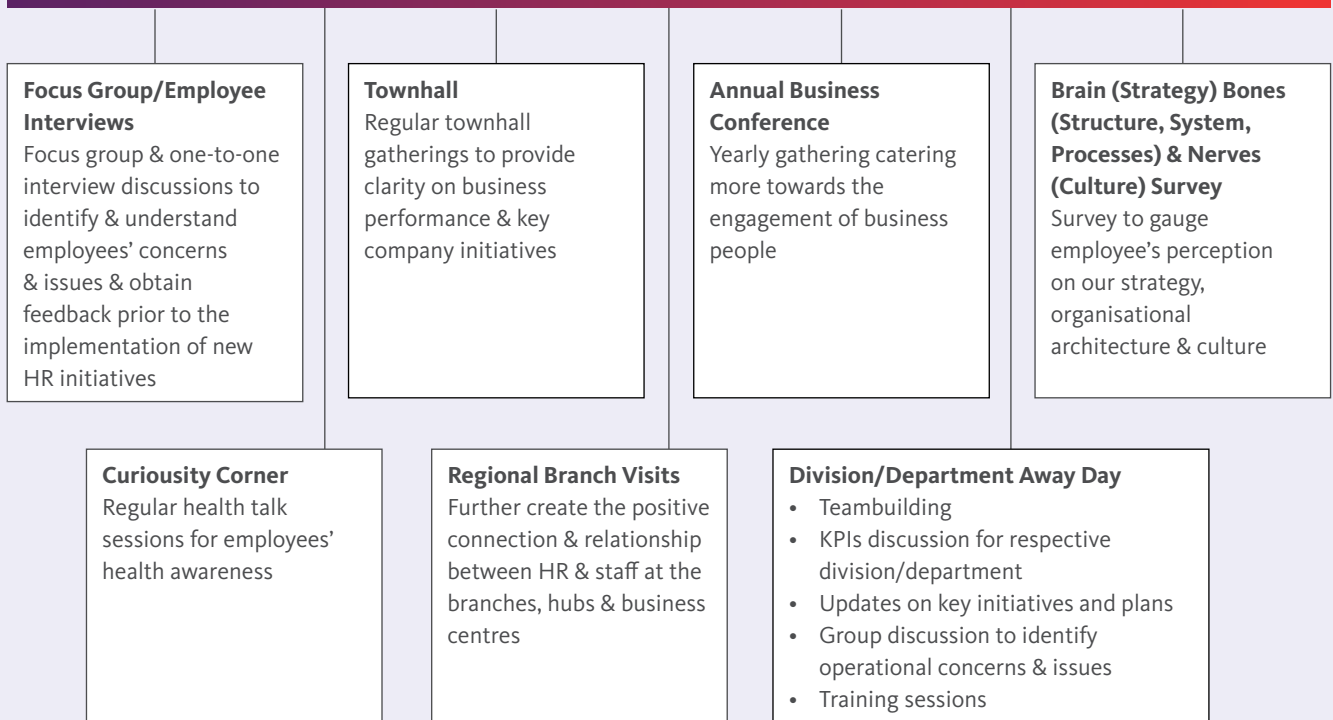 Focus Group/Employee
Interviews
Focus group & one-to-one
interview discussions to
identify & understand
employees’ concerns
& issues & obtain
feedback prior to the
implementation of new
HR initiatives
Townhall
Regular townhall
gatherings to provide
clarity on business
performance & key
company initiatives
Annual Business
Conference
Yearly gathering catering
more towards the
engagement of business
people
Brain (Strategy) Bones
(Structure, System,
Processes) & Nerves
(Culture) Survey
Survey to gauge
employee’s perception
on our strategy,
organisational
architecture & culture
Curiousity Corner
Regular health talk
sessions for employees’
health awareness
Regional Branch Visits
Further create the positive
connection & relationship
between HR & staff at the
branches, hubs & business
centres
Division/Department Away Day
• Teambuilding
• KPIs discussion for respective
division/department
• Updates on key initiatives and plans
• Group discussion to identify
operational concerns & issues
• Training sessions